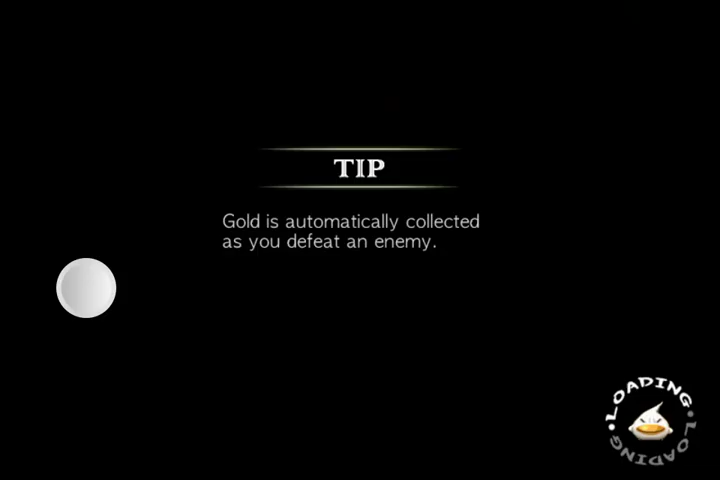 TIP
Gold is automatically collected
as you defeat an enemy.
LOADING
LOADING